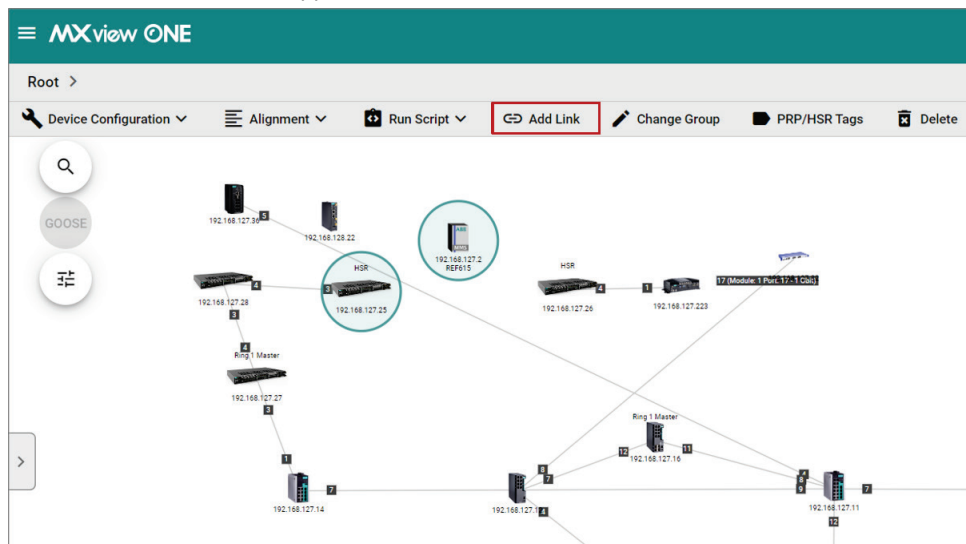 MXview ONE
Root >
Device Configuration Alignment Run Script Add Link Change Group PRP/HSR Tags Delete
GOOSE
192.168.127.36
5
192.168.128.22
ABB
MMS
192.168.127.2
REF615
HSR
3
192.168.127.25
4
192.168.127.28
3
HSR
4
192.168.127.26
1
192.168.127.223
17 (Module: 1 Port: 17 - 1 Gbit)
4
Ring 1 Master
192.168.127.27
3
1
192.168.127.14
7
8
7
4
12
Ring 1 Master
192.168.127.16
11
8
9
7
192.168.127.11
12